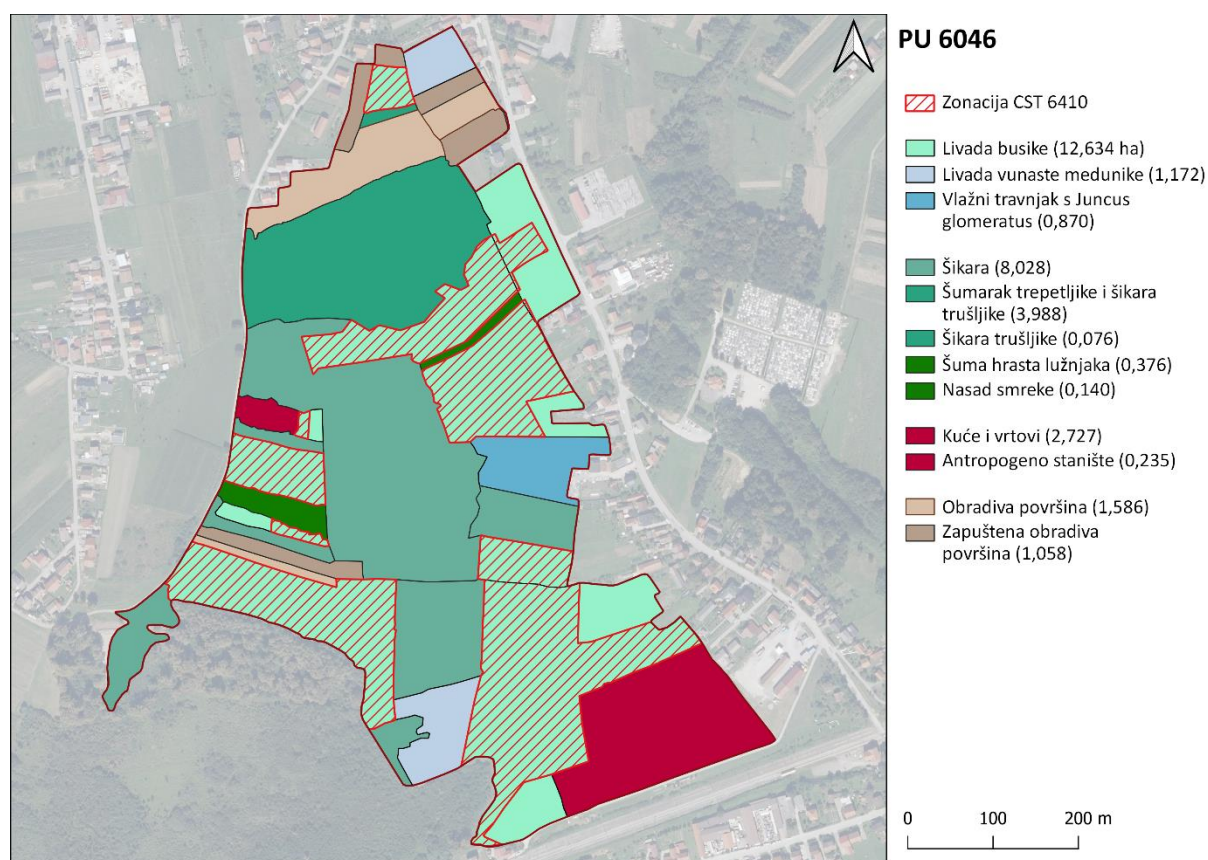 PU 6046
Zonacija CST 6410
Livada busike (12,634 ha)
Livada vunaste medunike (1,172)
Vlažni travnjak s Juncus
glomeratus (0,870)
Šikara (8,028)
Šumarak trepetljike i šikara
trušljike (3,988)
Šikara trušljike (0,076)
Šuma hrasta lužnjaka (0,376)
Nasad smreke (0,140)
Kuće i vrtovi (2,727)
Antropogeno stanište (0,235)
Obradiva površina (1,586)
Zapuštena obradiva
površina (1,058)
0 100 200 m